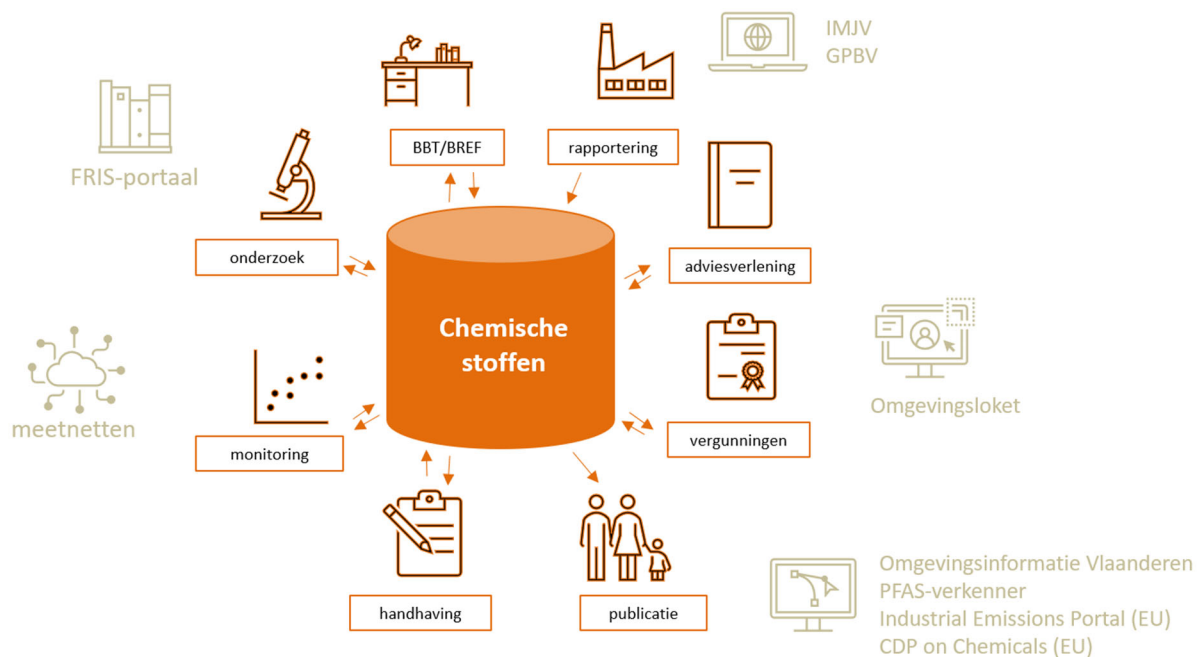 IMJV
GPBV
FRIS-portaal
BBT/BREF
rapportering
onderzoek
adviesverlening
Chemische
stoffen
meetnetten
Omgevingsloket
monitoring
vergunningen
handhaving
publicatie
Omgevingsinformatie Vlaanderen
PFAS-verkenner
Industrial Emissions Portal (EU)
CDP on Chemicals (EU)